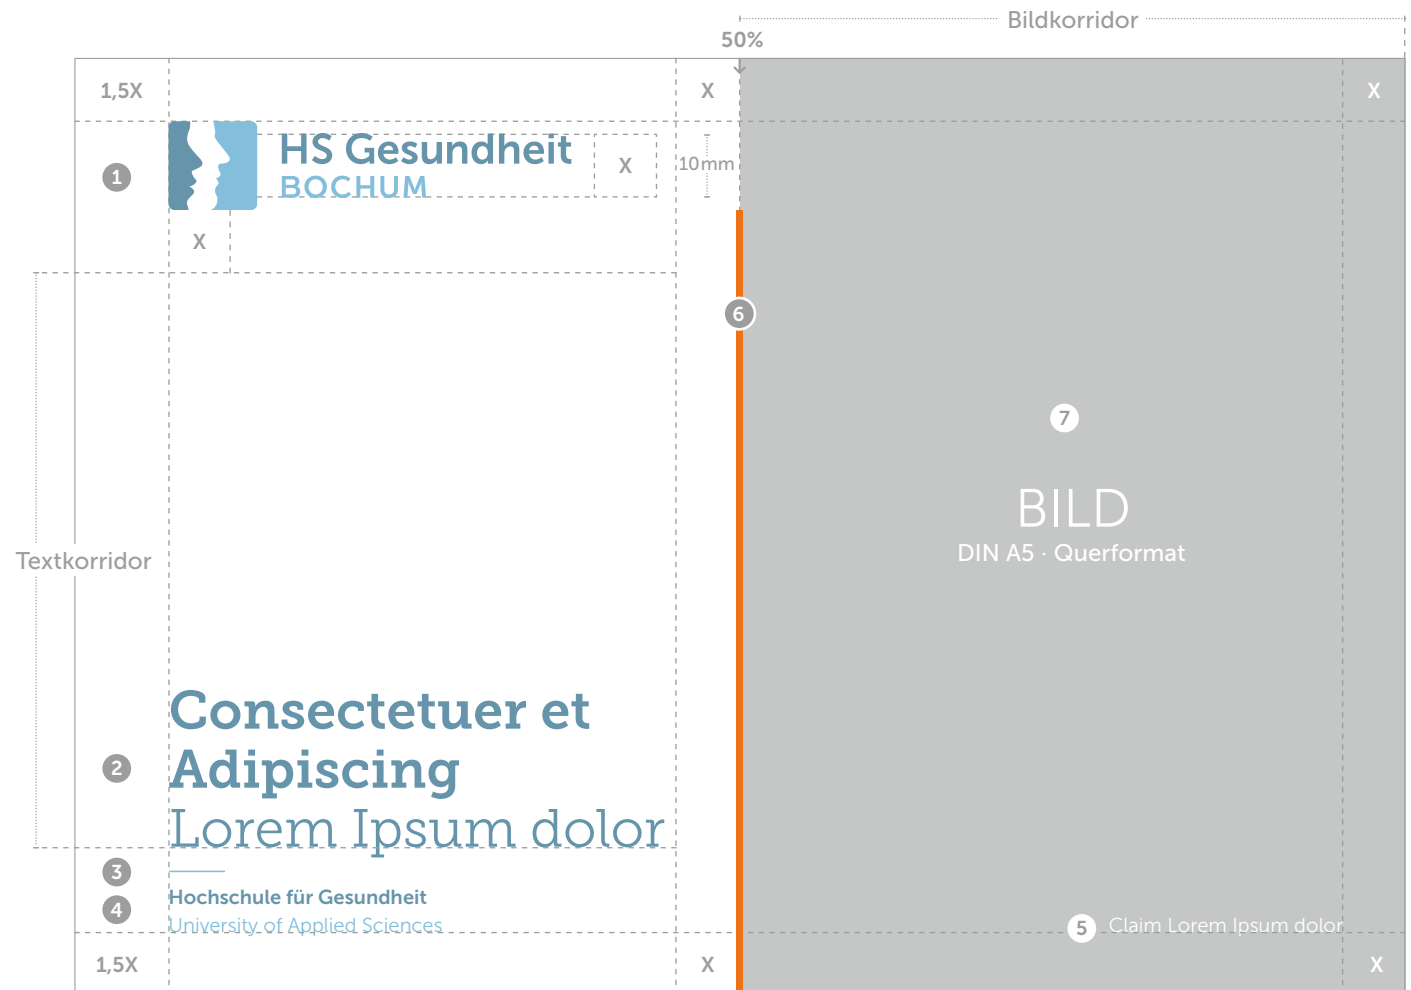 Bildkorridor
50%
1,5X
X
X
1
HS Gesundheit
BOCHUM
X
10 mm
X
6
7
BILD
DIN A5 · Querformat
Textkorridor
Consectetuer et
2
Adipiscing
Lorem Ipsum dolor
3
Hochschule für Gesundheit
4
University of Applied Sciences
5
Claim Lorem Ipsum dolor
1,5X
X
X